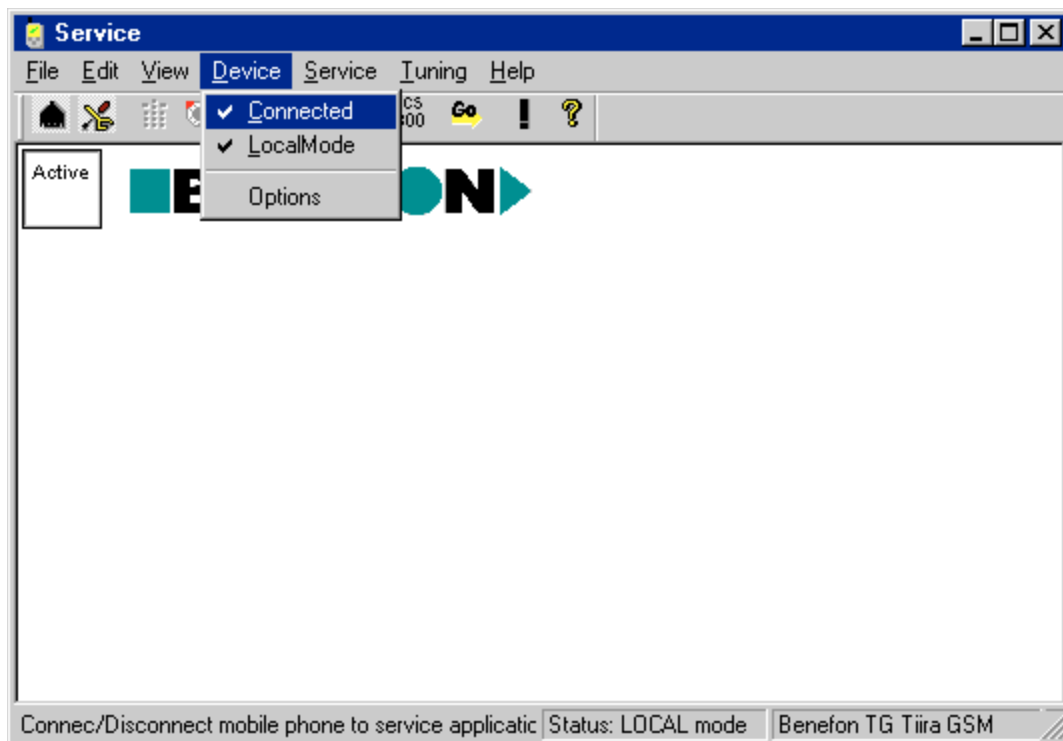 Service
File Edit View Device Service Tuning Help
Connected
LocalMode
Options
CS
Go ! ?
Active
N
Connec/Disconnect mobile phone to service applicatic
Status: LOCAL mode
Benefon TG Tiira GSM